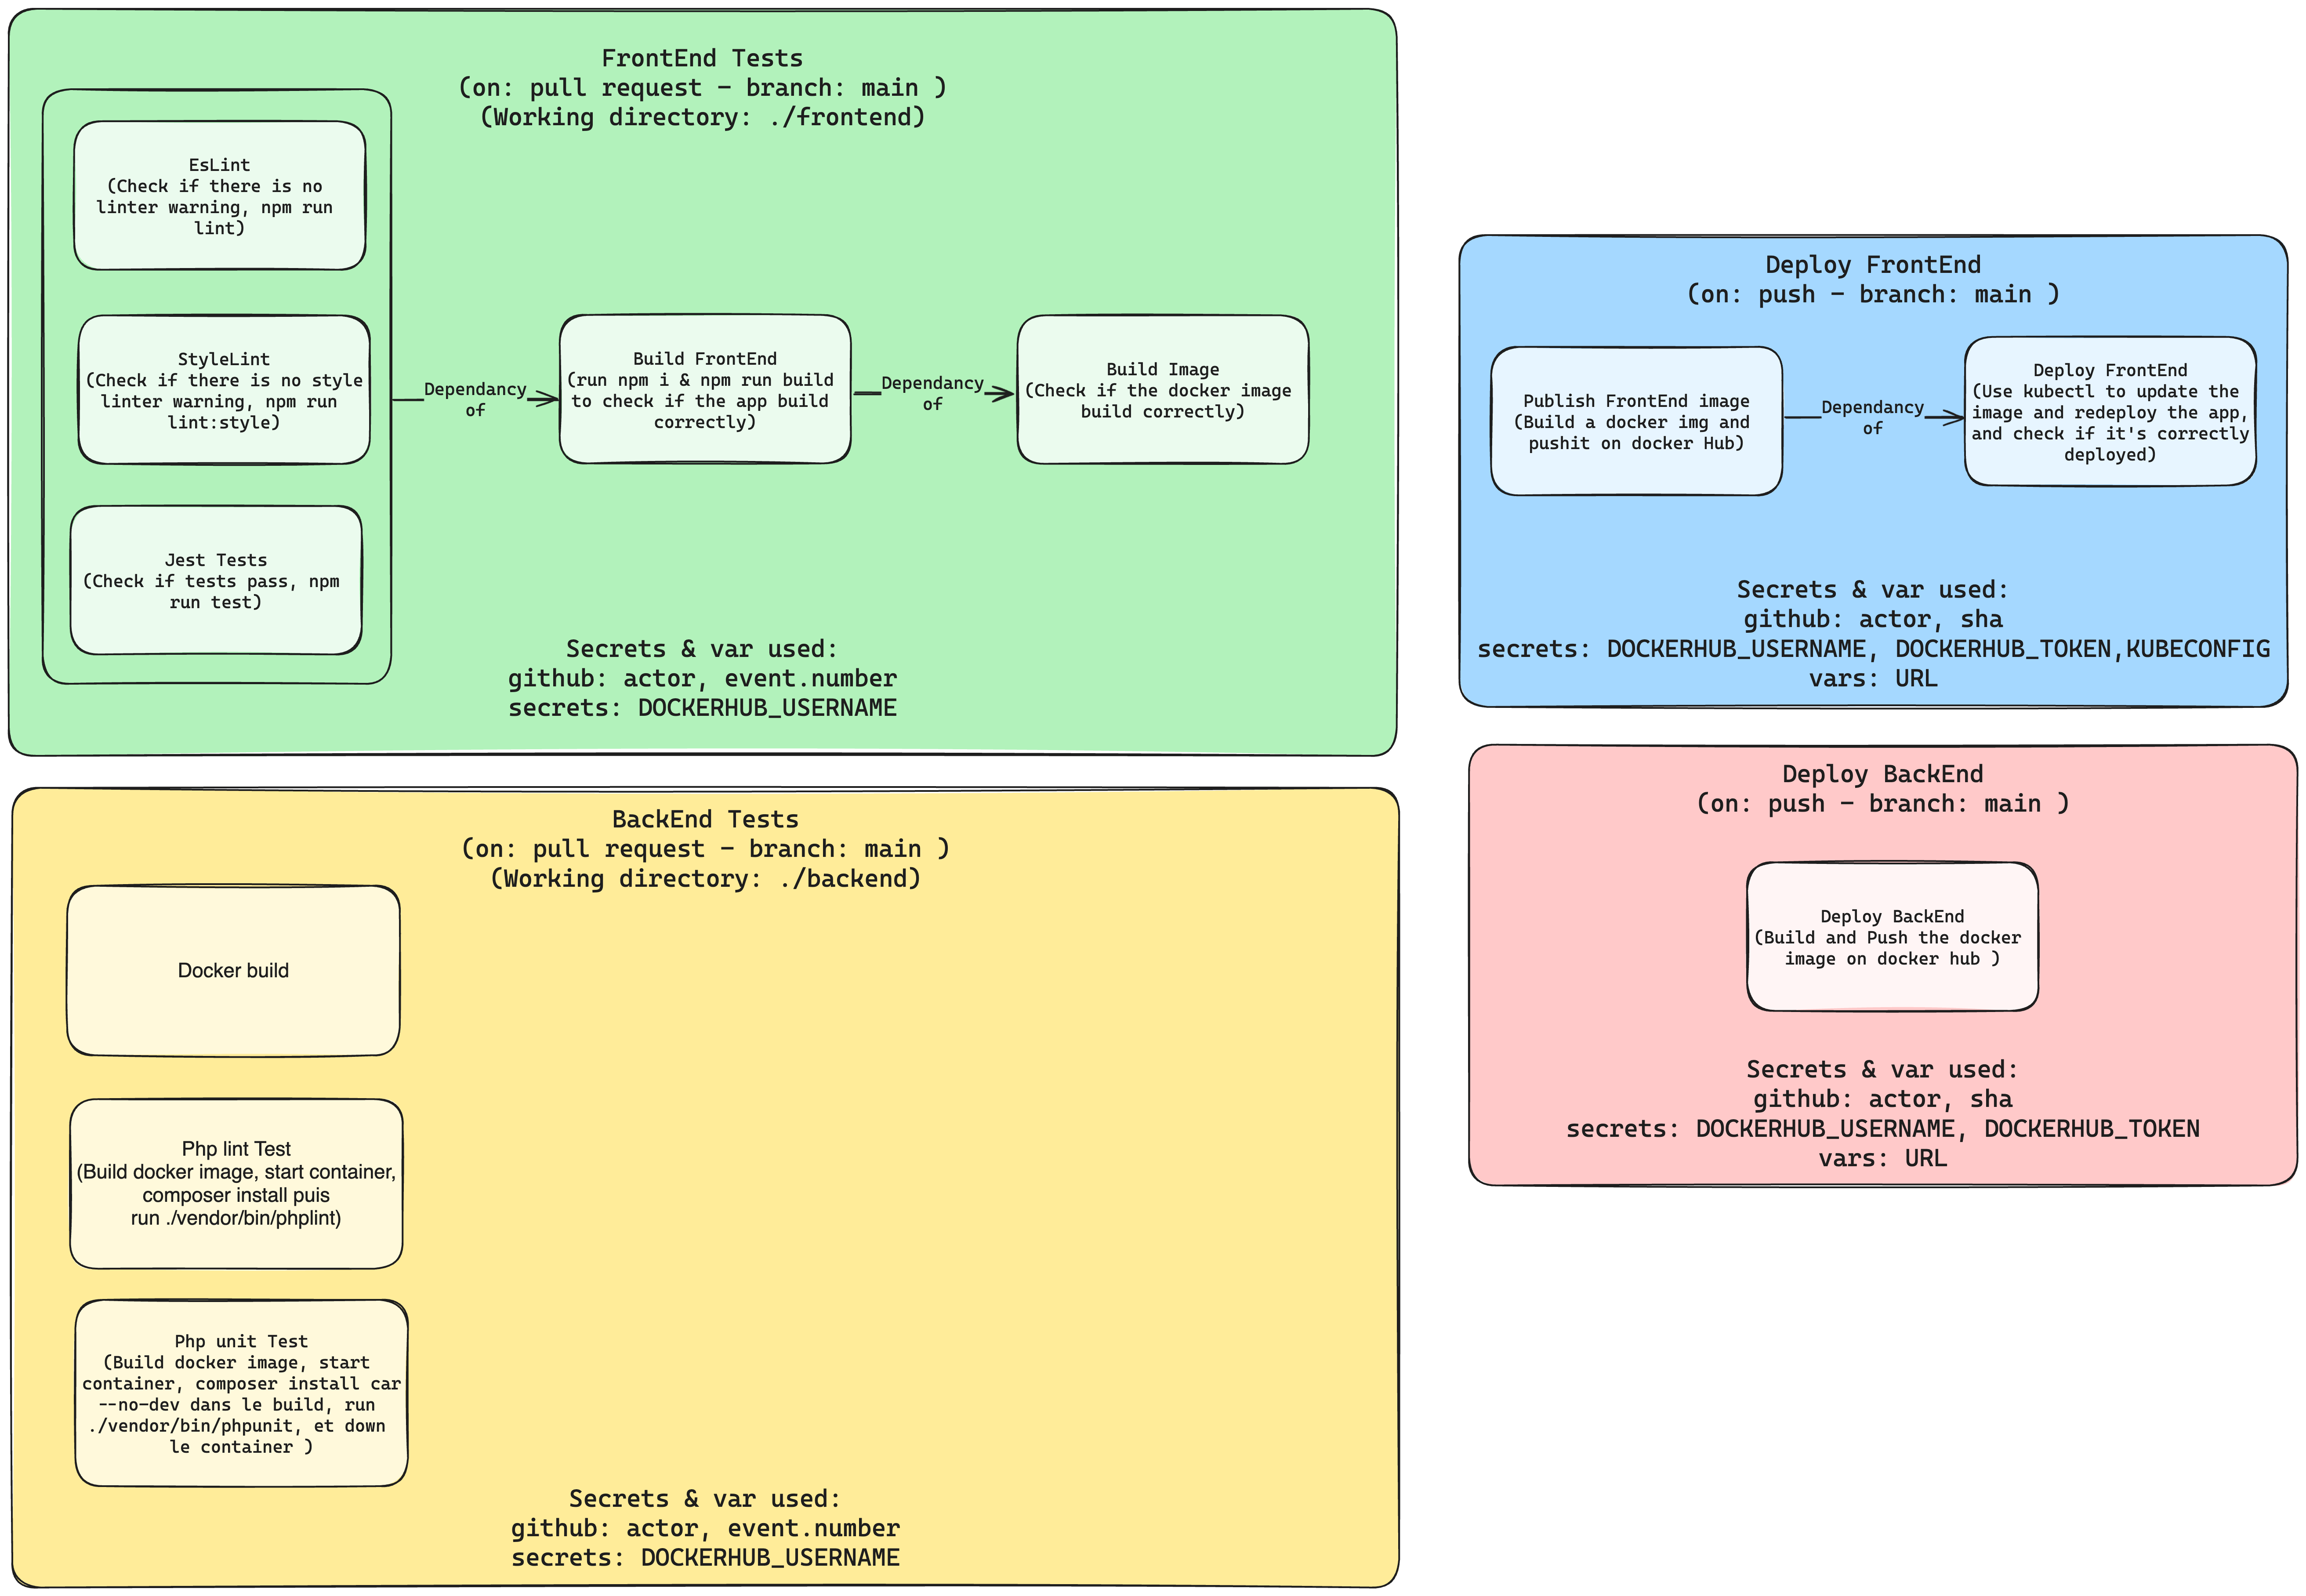 FrontEnd Tests
(on: pull request - branch: main )
(Working directory: ./frontend)
EsLint
(Check if there is no
linter warning, npm run
lint)
StyleLint
(Check if there is no style
linter warning, npm run
lint:style)
Jest Tests
(Check if tests pass, npm
run test)
Dependancy
of
Build FrontEnd
(run npm i & npm run build
to check if the app build
correctly)
Dependancy
of
Build Image
(Check if the docker image
build correctly)
Secrets & var used:
github: actor, event.number
secrets: DOCKERHUB_USERNAME
Deploy FrontEnd
(on: push - branch: main )
Publish FrontEnd image
(Build a docker img and
pushit on docker Hub)
Dependancy
of
Deploy FrontEnd
(Use kubectl to update the
image and redeploy the app,
and check if it's correctly
deployed)
Secrets & var used:
github: actor, sha
secrets: DOCKERHUB_USERNAME, DOCKERHUB_TOKEN,KUBECONFIG
vars: URL
BackEnd Tests
(on: pull request - branch: main )
(Working directory: ./backend)
Docker build
Php lint Test
(Build docker image, start container,
composer install puis
run ./vendor/bin/phplint)
Php unit Test
(Build docker image, start
container, composer install car
--no-dev dans le build, run
./vendor/bin/phpunit, et down
le container )
Secrets & var used:
github: actor, event.number
secrets: DOCKERHUB_USERNAME
Deploy BackEnd
(on: push - branch: main )
Deploy BackEnd
(Build and Push the docker
image on docker hub )
Secrets & var used:
github: actor, sha
secrets: DOCKERHUB_USERNAME, DOCKERHUB_TOKEN
vars: URL